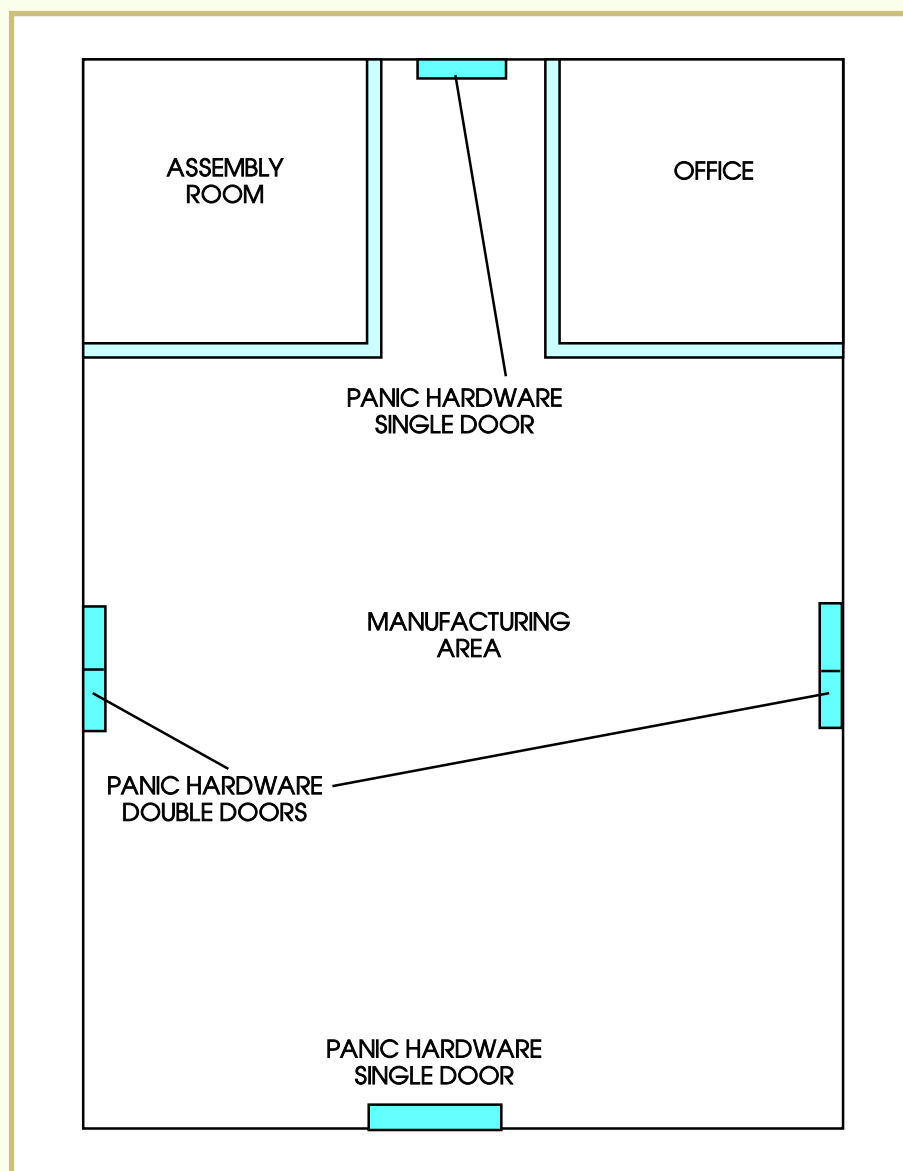 ASSEMBLY
ROOM
OFFICE
PANIC HARDWARE
SINGLE DOOR
MANUFACTURING
AREA
PANIC HARDWARE
DOUBLE DOORS
PANIC HARDWARE
SINGLE DOOR